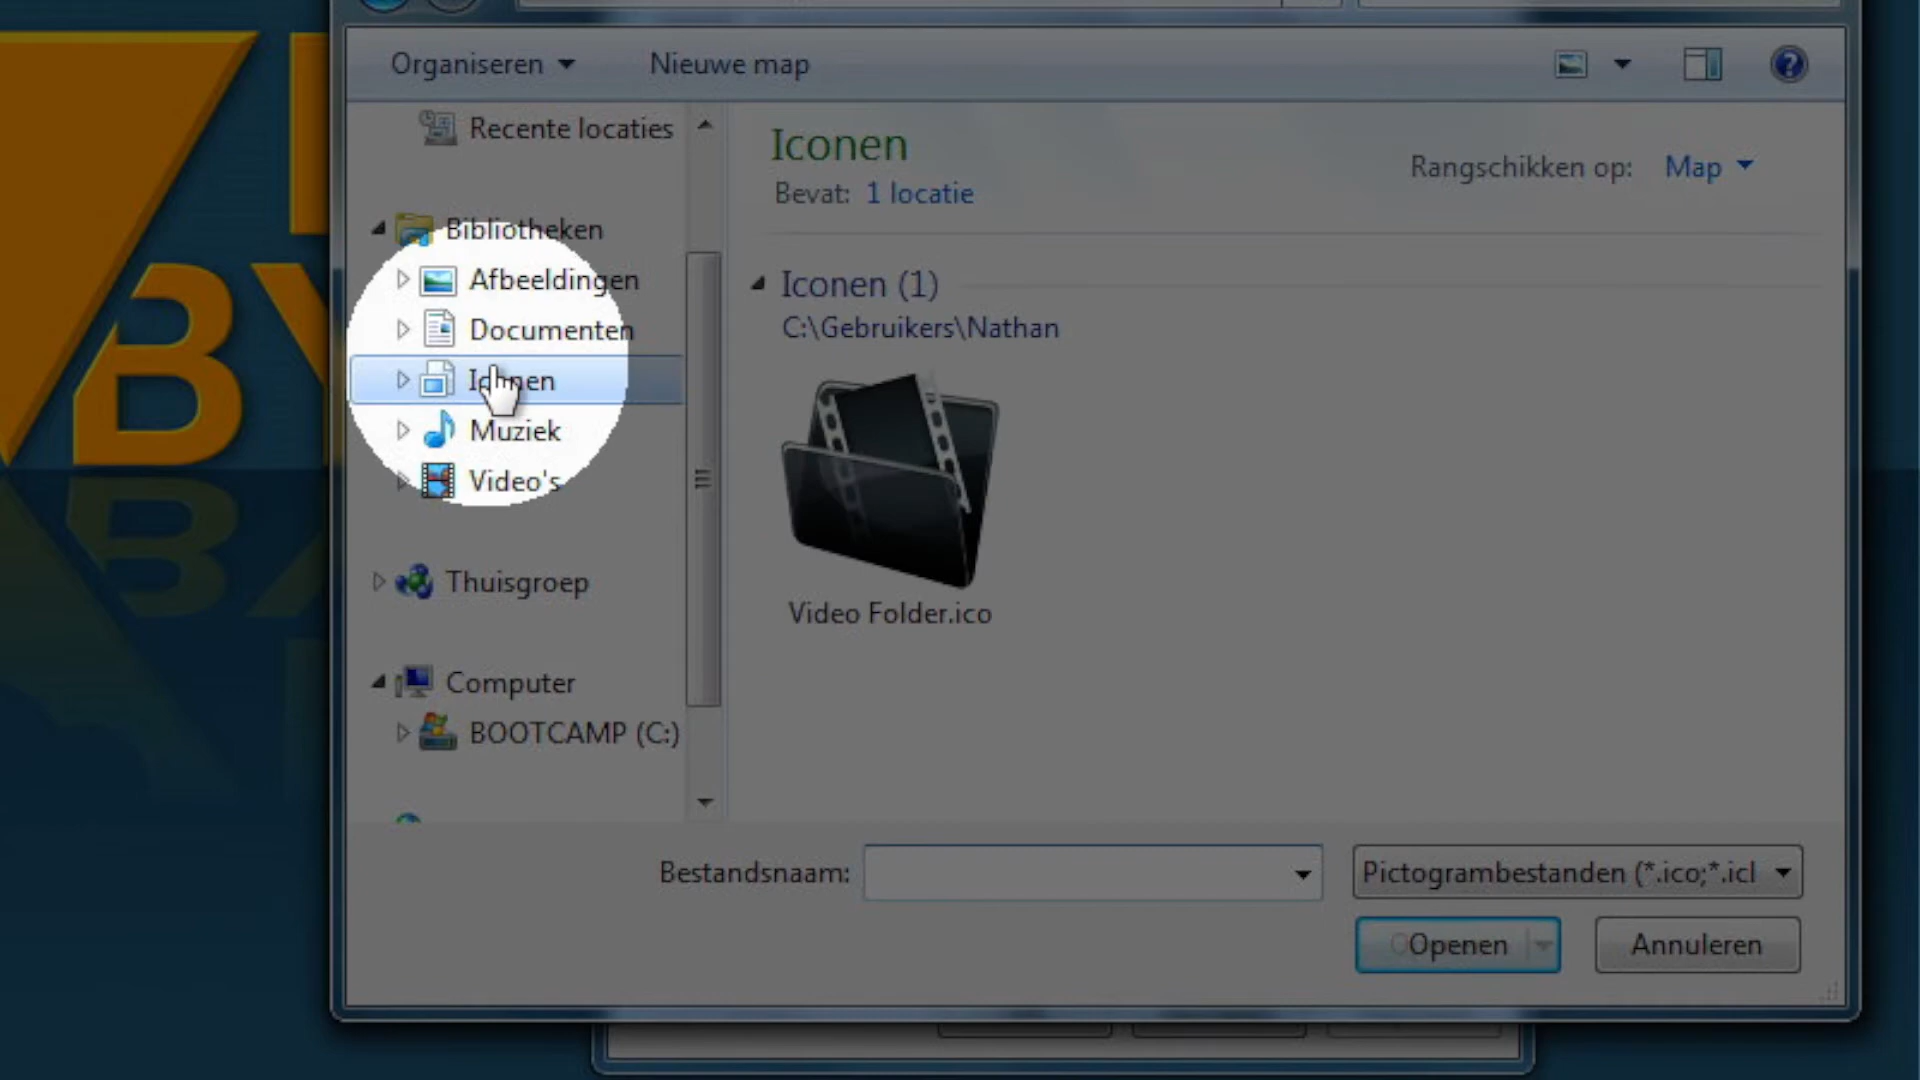 Organiseren
Nieuwe map
Recente locaties
Bibliotheken
Afbeeldingen
Documenten
Iconen
Muziek
Video's
Thuisgroep
Computer
BOOTCAMP (C:)
Iconen
Bevat: 1 locatie
Rangschikken op: Map
Iconen (1)
C:\Gebruikers\Nathan
Video Folder.ico
Bestandsnaam:
Pictogrambestanden (*.ico;*.icl
Openen
Annuleren